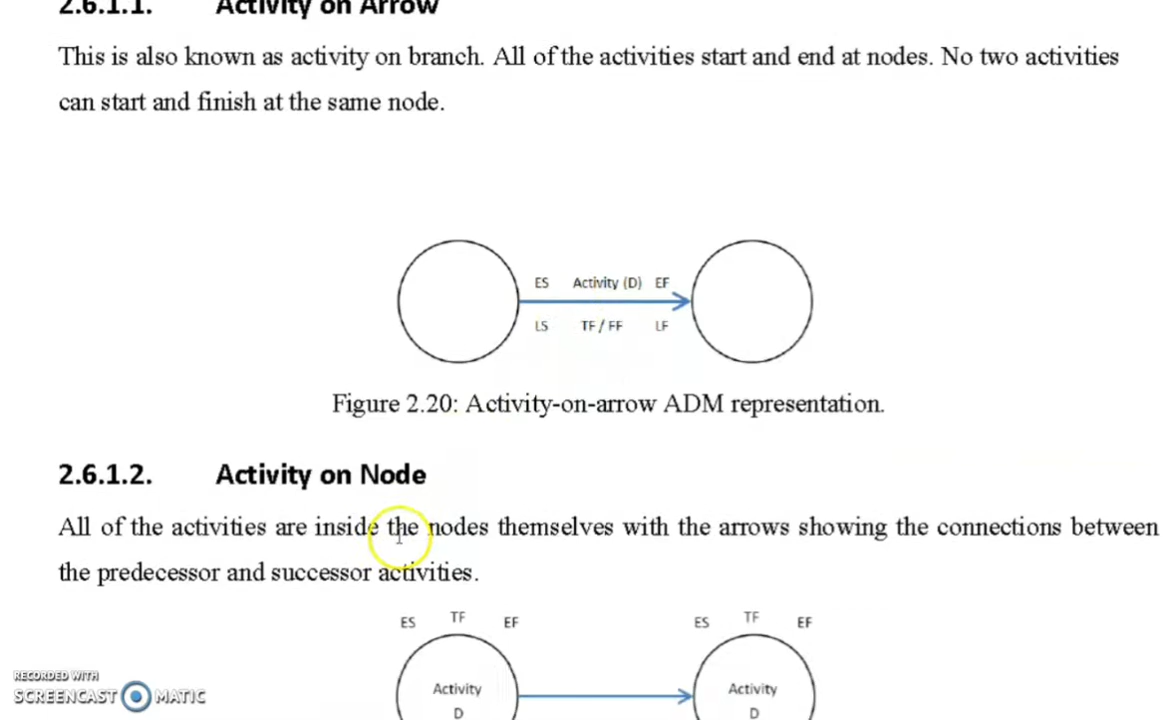 2.6.1.1. Activity on Arrow
This is also known as activity on branch. All of the activities start and end at nodes. No two activities
can start and finish at the same node.
ES Activity (D) EF
LS TF / FF LF
Figure 2.20: Activity-on-arrow ADM representation.
2.6.1.2. Activity on Node
All of the activities are inside the nodes themselves with the arrows showing the connections between
the predecessor and successor activities.
ES TF EF ES TF EF
Activity Activity
D D
RECORDED WITH
SCREENCAST MATIC